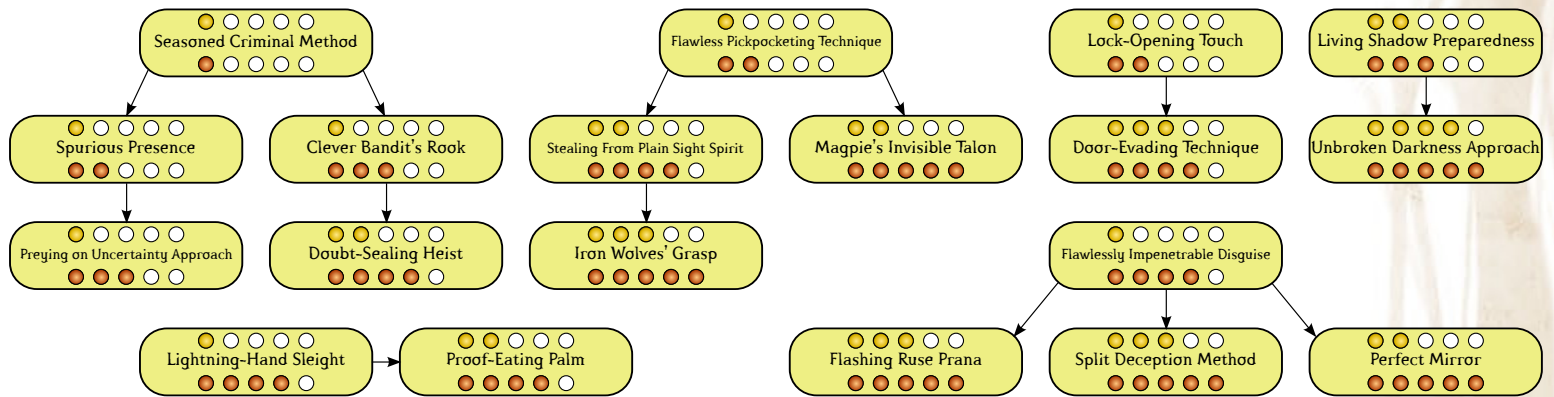 Seasoned Criminal Method
Flawless Pickpocketing Technique
Lock-Opening Touch
Living Shadow Preparedness
Spurious Presence
Clever Bandit's Rook
Stealing From Plain Sight Spirit
Magpie's Invisible Talon
Door-Evading Technique
Unbroken Darkness Approach
Preying on Uncertainty Approach
Doubt-Sealing Heist
Iron Wolves' Grasp
Flawlessly Impenetrable Disguise
Lightning-Hand Sleight
Proof-Eating Palm
Flashing Ruse Prana
Split Deception Method
Perfect Mirror